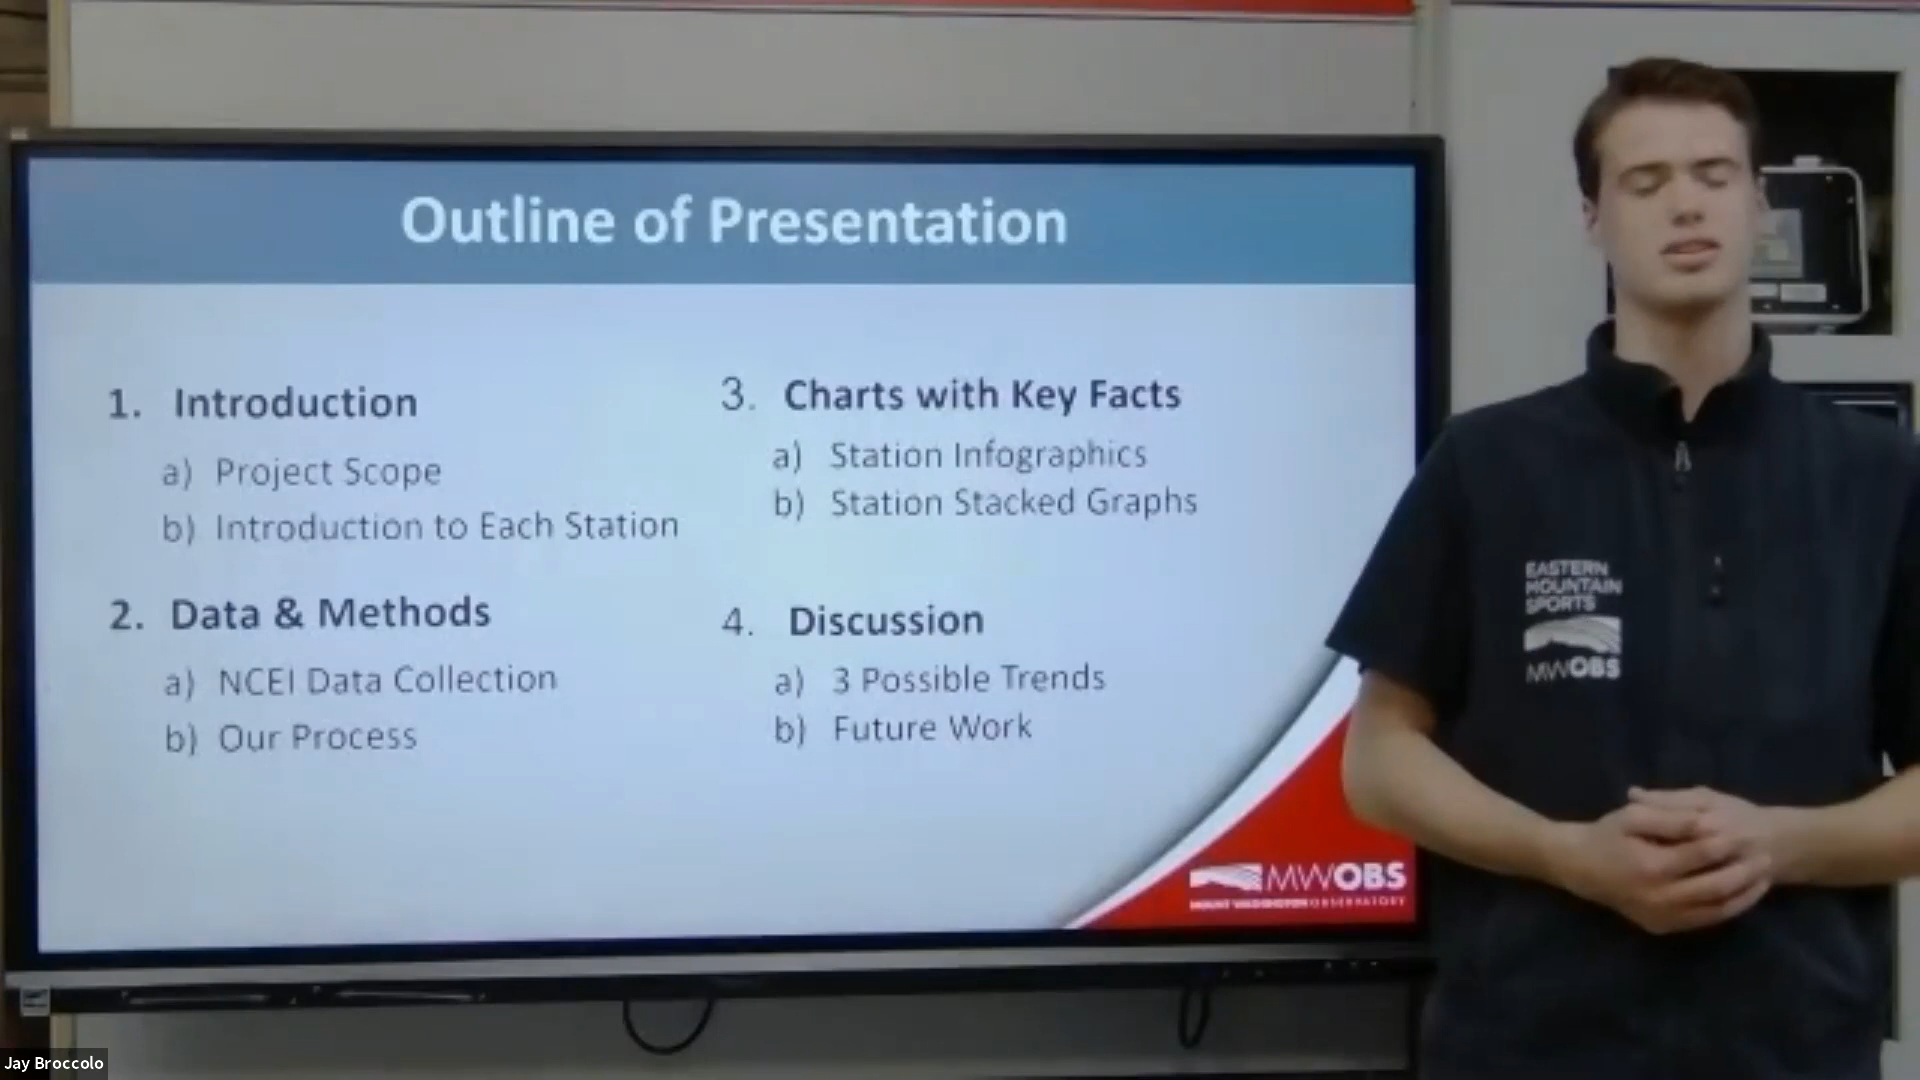 Outline of Presentation
1. Introduction
a) Project Scope
b) Introduction to Each Station
2. Data & Methods
a) NCEI Data Collection
b) Our Process
3. Charts with Key Facts
a) Station Infographics
b) Station Stacked Graphs
4. Discussion
a) 3 Possible Trends
b) Future Work
MWOBS
MOUNT WASHINGTON OBSERVATORY
EASTERN
MOUNTAIN
SPORTS
MWOBS
Jay Broccolo